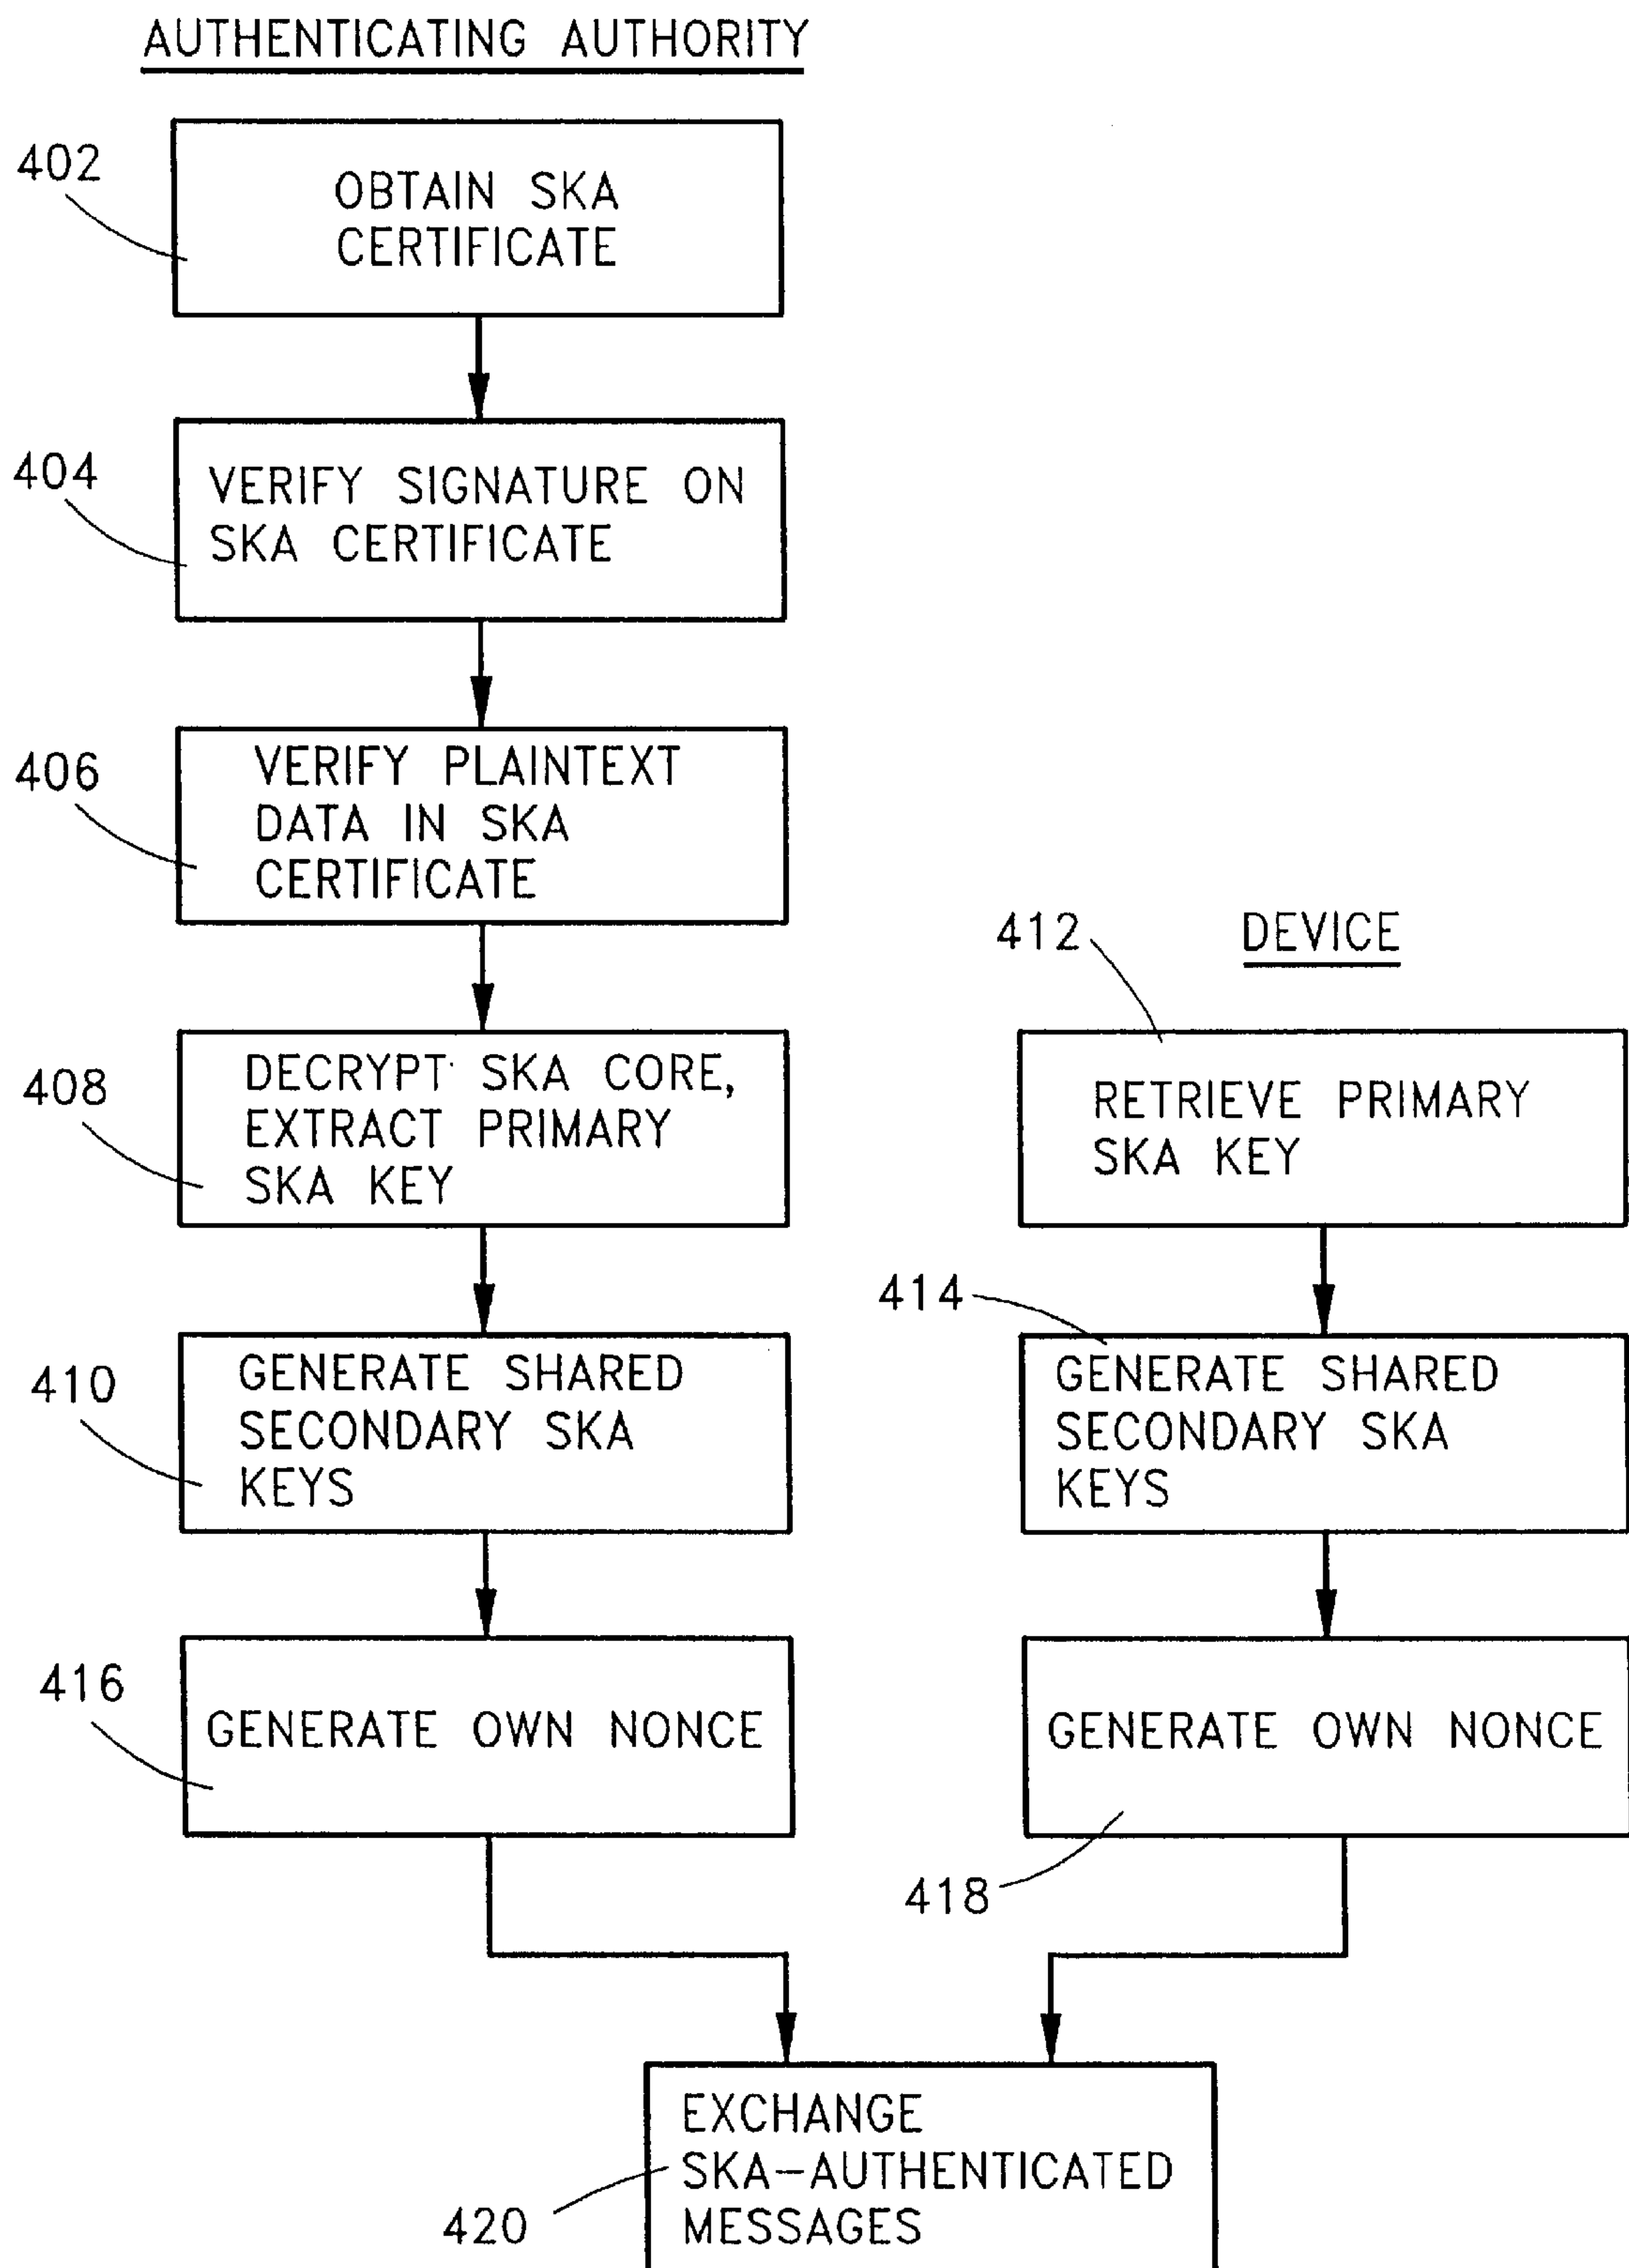 AUTHENTICATING AUTHORITY
402
OBTAIN SKA
CERTIFICATE
404
VERIFY SIGNATURE ON
SKA CERTIFICATE
406
VERIFY PLAINTEXT
DATA IN SKA
CERTIFICATE
408
DECRYPT SKA CORE,
EXTRACT PRIMARY
SKA KEY
410
GENERATE SHARED
SECONDARY SKA
KEYS
416
GENERATE OWN NONCE
DEVICE
412
RETRIEVE PRIMARY
SKA KEY
414
GENERATE SHARED
SECONDARY SKA
KEYS
GENERATE OWN NONCE
418
EXCHANGE
SKA-AUTHENTICATED
MESSAGES
420